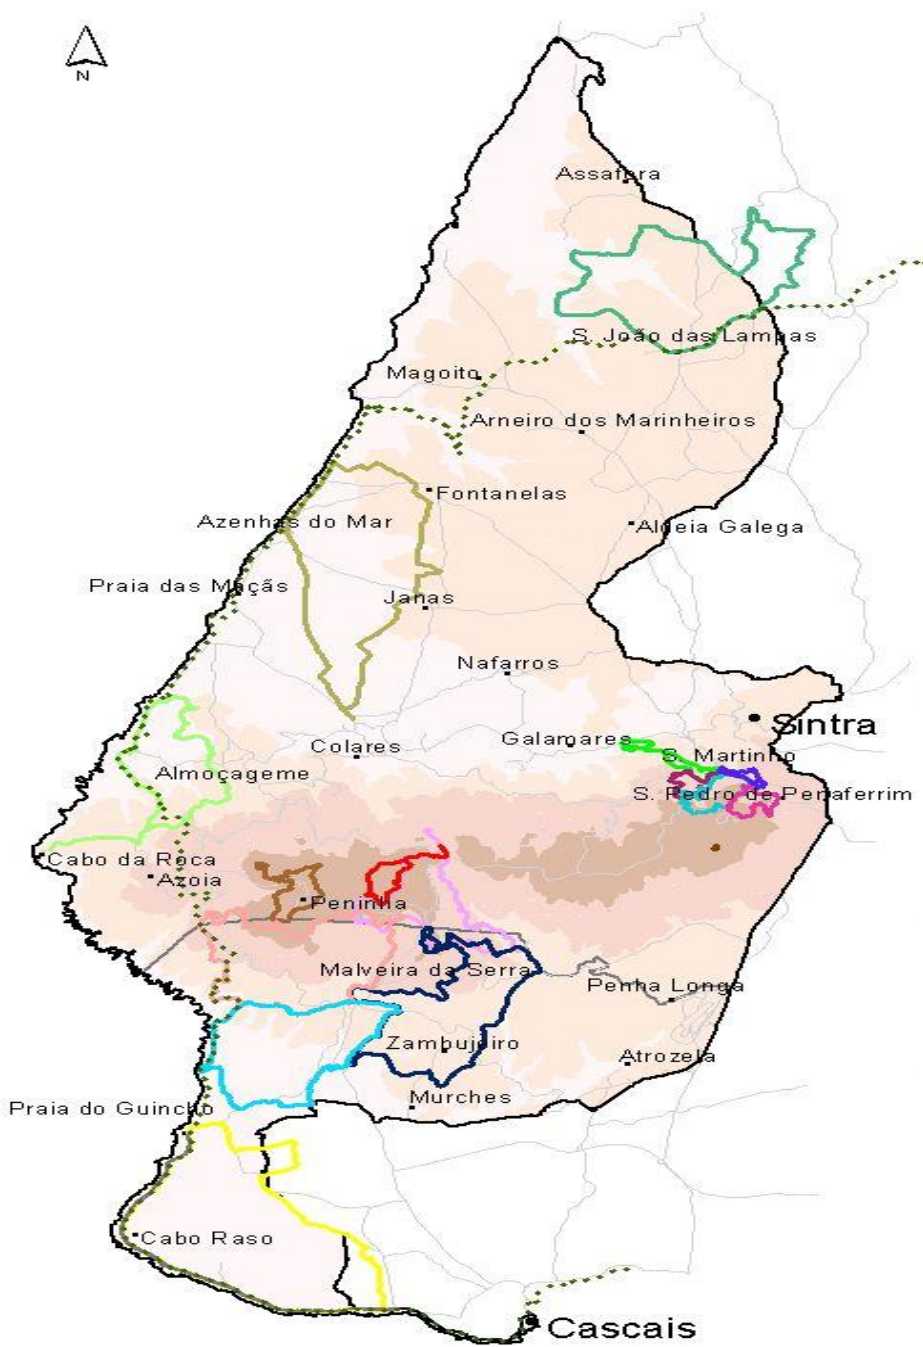 N
Assafora
S. João das Lampas
Magoito
Arneiro dos Marinheiros
Fontanelas
Azenhas do Mar
Aldeia Galega
Praia das Maçãs
Janas
Nafarros
Sintra
Galamares
Colares
S. Martinho
Almoçageme
S. Pedro de Penaferrim
Cabo da Roca
Azoia
Peninha
Malveira da Serra
Penha Longa
Zambujeiro
Atrozela
Murches
Praia do Guincho
Cabo Raso
Cascais